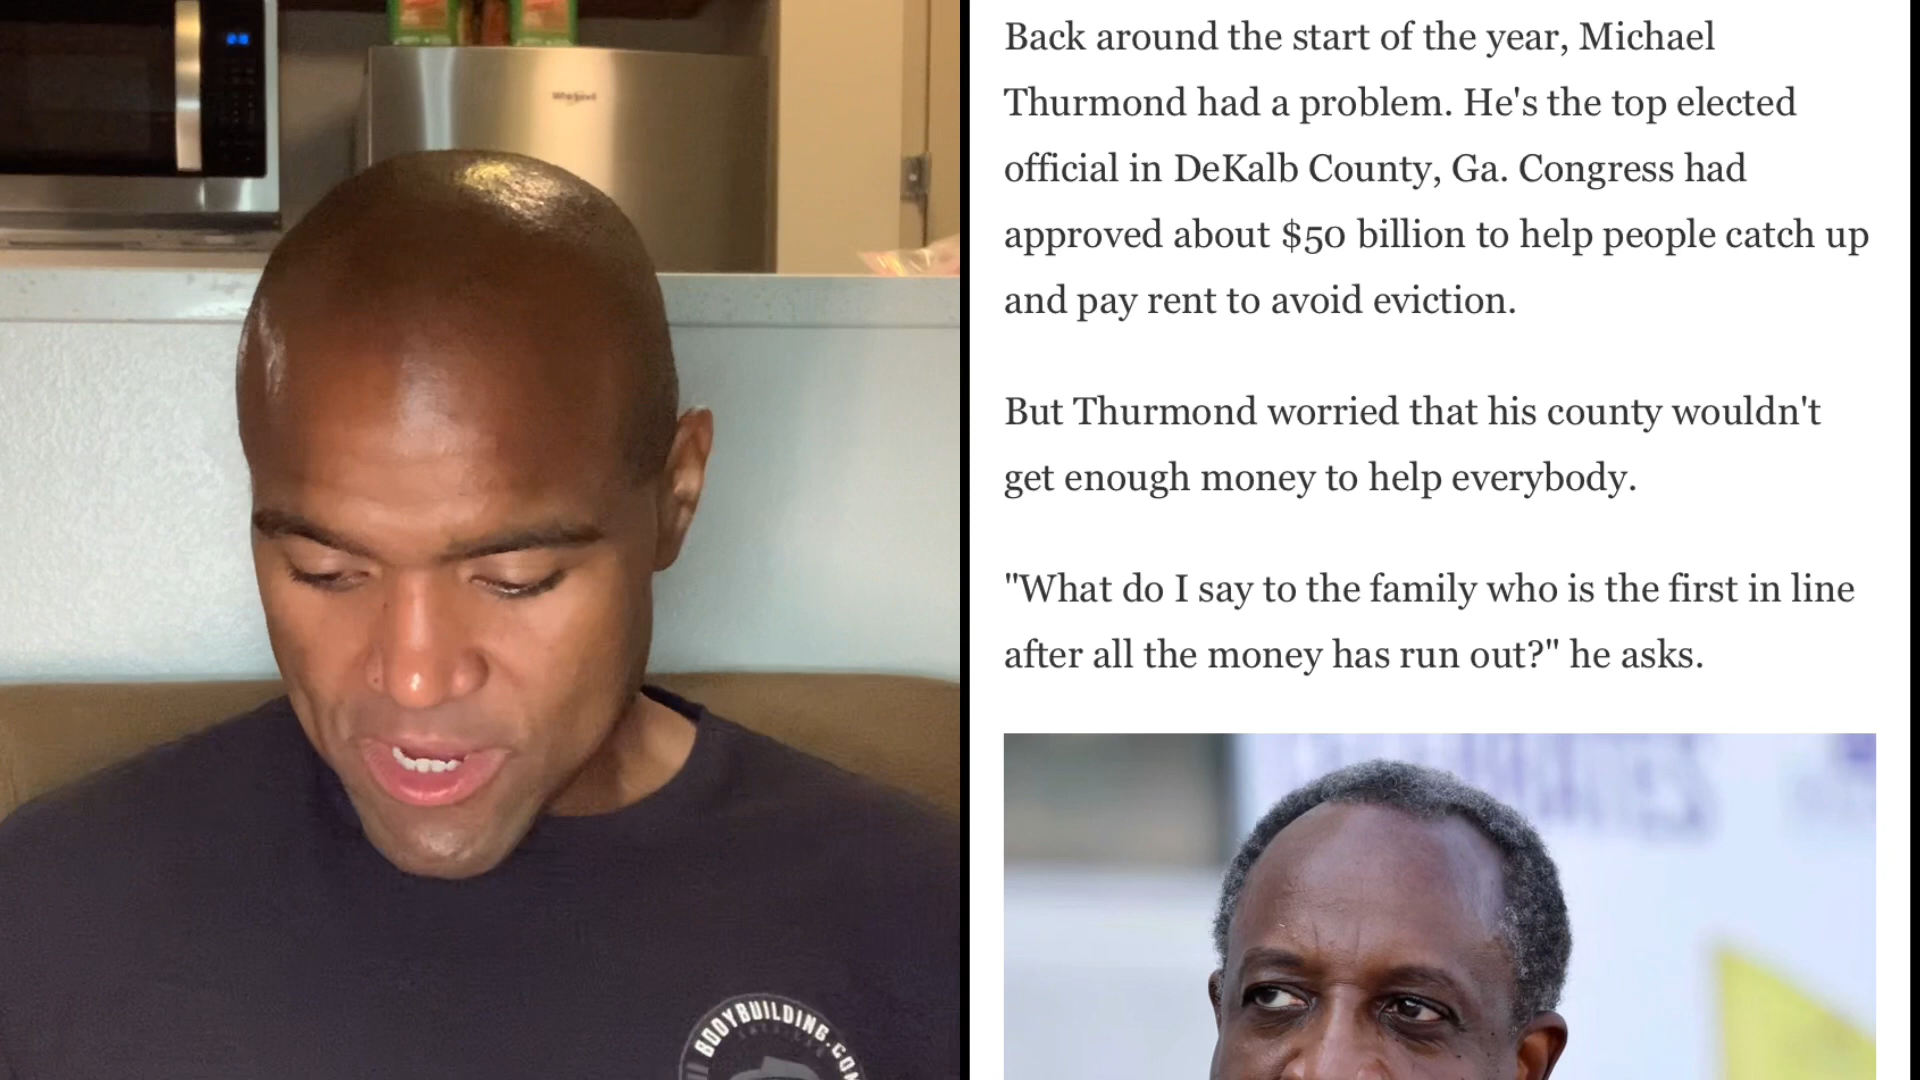 Whirlpool
BODYBUILDING.COM
Back around the start of the year, Michael
Thurmond had a problem. He's the top elected
official in DeKalb County, Ga. Congress had
approved about $50 billion to help people catch up
and pay rent to avoid eviction.
But Thurmond worried that his county wouldn't
get enough money to help everybody.
"What do I say to the family who is the first in line
after all the money has run out?" he asks.